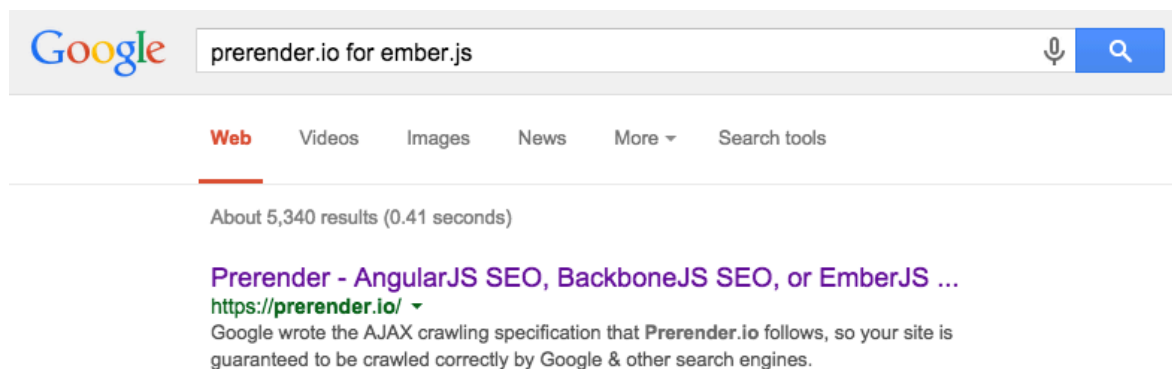 Google prerender.io for ember.js
Web Videos Images News More Search tools
About 5,340 results (0.41 seconds)
Prerender - AngularJS SEO, BackboneJS SEO, or EmberJS ...
https://prerender.io/
Google wrote the AJAX crawling specification that Prerender.io follows, so your site is
guaranteed to be crawled correctly by Google & other search engines.